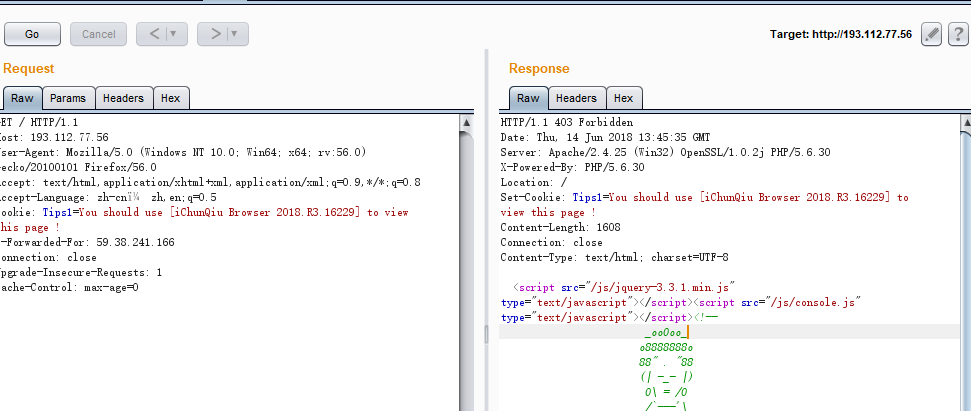 Go Cancel < > Target: http://193.112.77.56 ?
Request
Response
Raw Params Headers Hex
Raw Headers Hex
ET / HTTP/1.1
ost: 193.112.77.56
ser-Agent: Mozilla/5.0 (Windows NT 10.0; Win64; x64; rv:56.0)
ecko/20100101 Firefox/56.0
ccept: text/html,application/xhtml+xml,application/xml;q=0.9,*/*;q=0.8
ccept-Language: zh-cnï¼ zh,en;q=0.5
ookie: Tips1=You should use [iChunQiu Browser 2018.R3.16229] to view
his page !
-Forwarded-For: 59.38.241.166
onnection: close
pgrade-Insecure-Requests: 1
ache-Control: max-age=0
HTTP/1.1 403 Forbidden
Date: Thu, 14 Jun 2018 13:45:35 GMT
Server: Apache/2.4.25 (Win32) OpenSSL/1.0.2j PHP/5.6.30
X-Powered-By: PHP/5.6.30
Location: /
Set-Cookie: Tips1=You should use [iChunQiu Browser 2018.R3.16229] to
view this page !
Content-Length: 1608
Connection: close
Content-Type: text/html; charset=UTF-8
<script src="/js/jquery-3.3.1.min.js"
type="text/javascript"></script><script src="/js/console.js"
type="text/javascript"></script><!--
_oo0oo_
o8888888o
88" . "88
(| -_- |)
0\ = /0
/`---'\